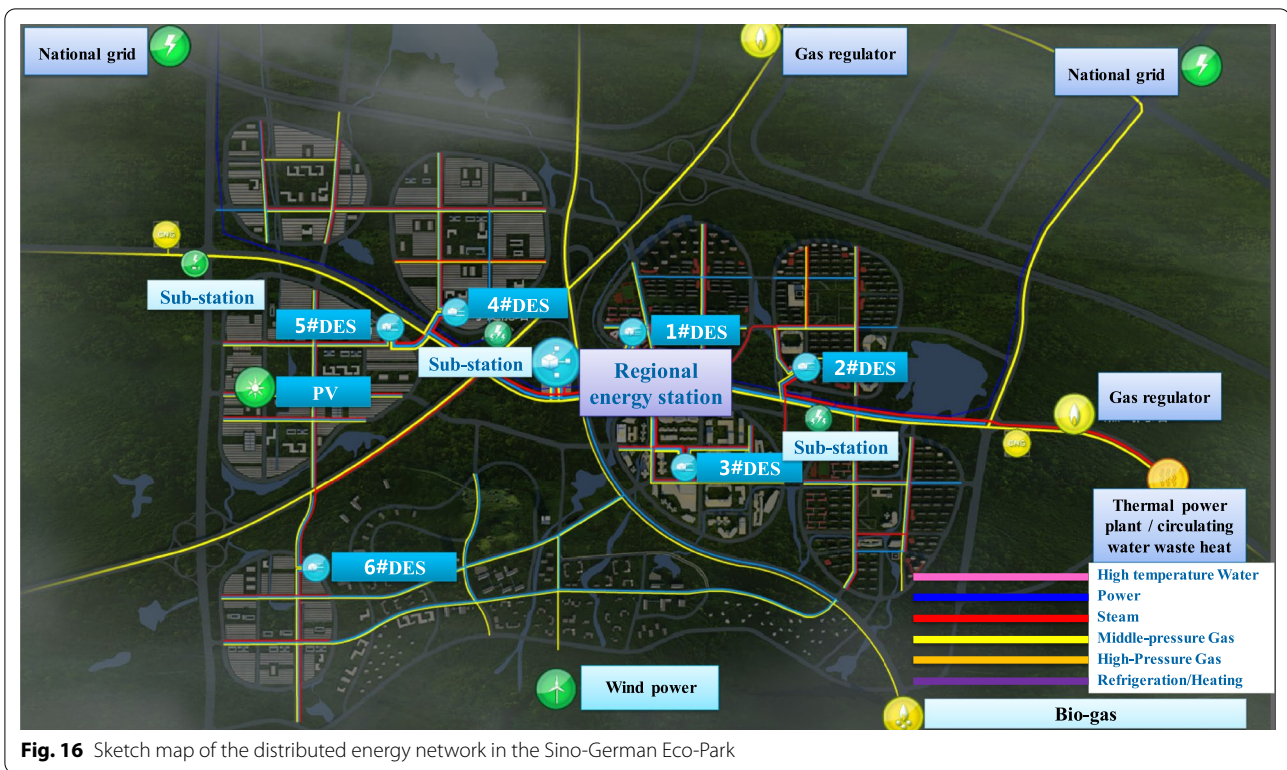 National grid
Gas regulator
National grid
CNG
Sub-station
4#DES
5#DES
1#DES
Sub-station
Regional
energy station
2#DES
PV
Gas regulator
Sub-station
CNG
3#DES
Thermal power
plant / circulating
water waste heat
6#DES
High temperature Water
Power
Steam
Middle-pressure Gas
High-Pressure Gas
Refrigeration/Heating
Wind power
Bio-gas
Fig. 16 Sketch map of the distributed energy network in the Sino-German Eco-Park